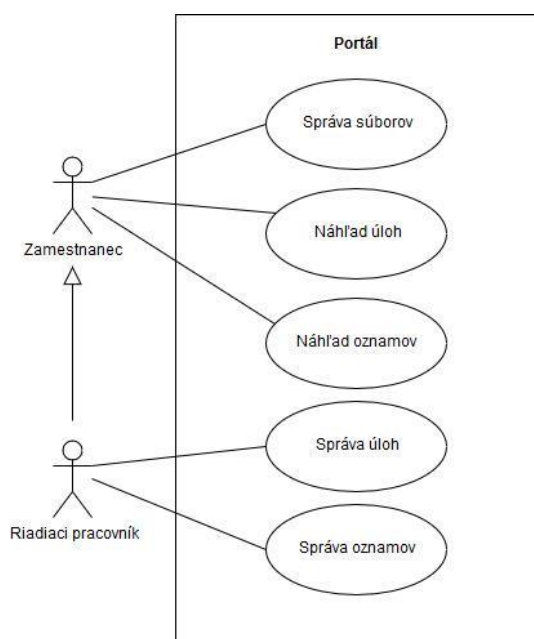 Portál
Správa súborov
Náhľad úloh
Zamestnanec
Náhľad oznamov
Správa úloh
Riadiaci pracovník
Správa oznamov